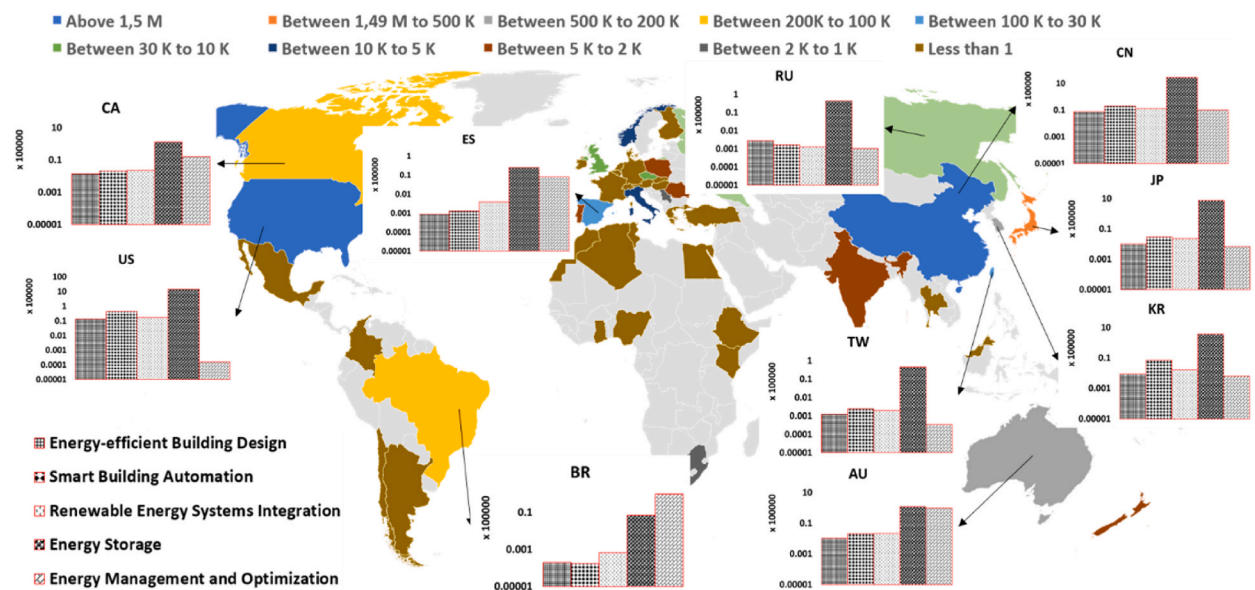 Above 1,5 M
Between 1,49 M to 500 K
Between 500 K to 200 K
Between 200K to 100 K
Between 100 K to 30 K
Between 30 K to 10 K
Between 10 K to 5 K
Between 5 K to 2 K
Between 2 K to 1 K
Less than 1
CA
x 100000
10
0.1
0.001
0.00001
ES
x 100000
1
0.1
0.01
0.001
0.0001
0.00001
RU
x 100000
1
0.1
0.01
0.001
0.0001
0.00001
CN
x 100000
10
0.1
0.001
0.00001
US
x 100000
100
10
1
0.1
0.01
0.001
0.0001
0.00001
JP
x 100000
10
0.1
0.001
0.00001
KR
x 100000
10
0.1
0.001
0.00001
TW
x 100000
1
0.1
0.01
0.001
0.0001
0.00001
BR
x 100000
0.1
0.001
0.00001
AU
x 100000
10
0.1
0.001
0.00001
Energy-efficient Building Design
Smart Building Automation
Renewable Energy Systems Integration
Energy Storage
Energy Management and Optimization